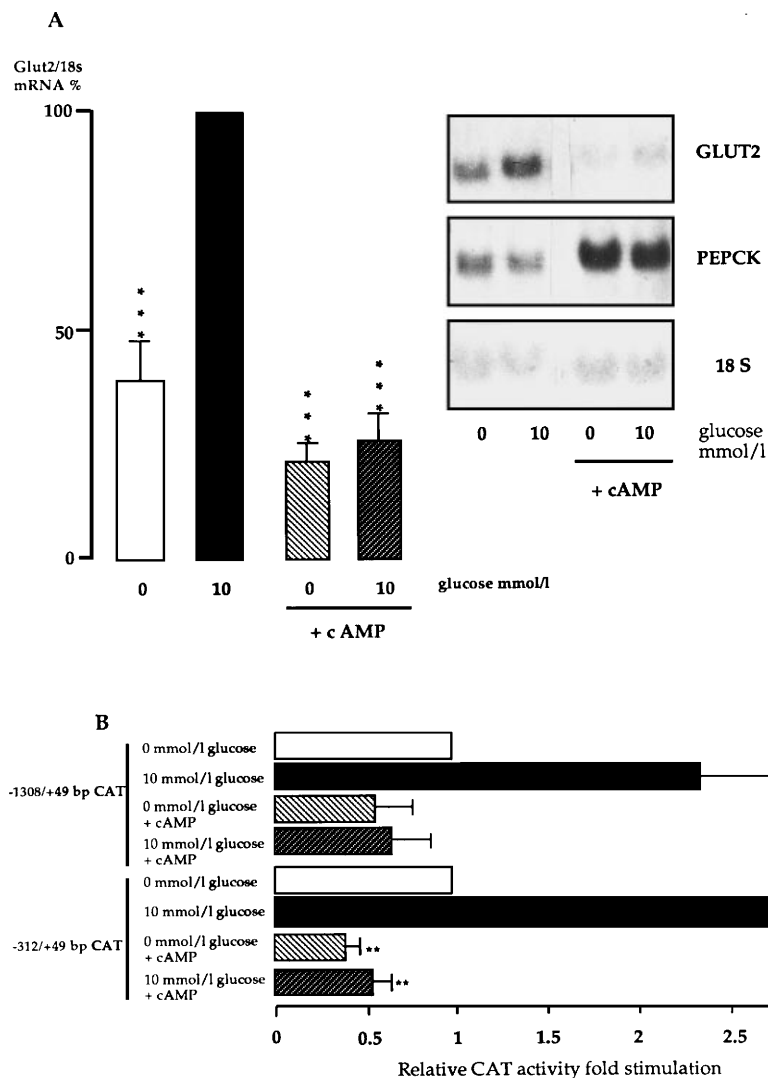 A
Glut2/18s
mRNA %
100
50
0
*
*
*
*
*
*
*
*
*
0 10 0 10 glucose mmol/l
+ c AMP
GLUT2
PEPCK
18 S
0 10 0 10 glucose
mmol/l
+ cAMP
B
-1308/+49 bp CAT
0 mmol/l glucose
10 mmol/l glucose
0 mmol/l glucose
+ cAMP
10 mmol/l glucose
+ cAMP
-312/+49 bp CAT
0 mmol/l glucose
10 mmol/l glucose
0 mmol/l glucose
+ cAMP
**
10 mmol/l glucose
+ cAMP
**
0 0.5 1 1.5 2 2.5
Relative CAT activity fold stimulation